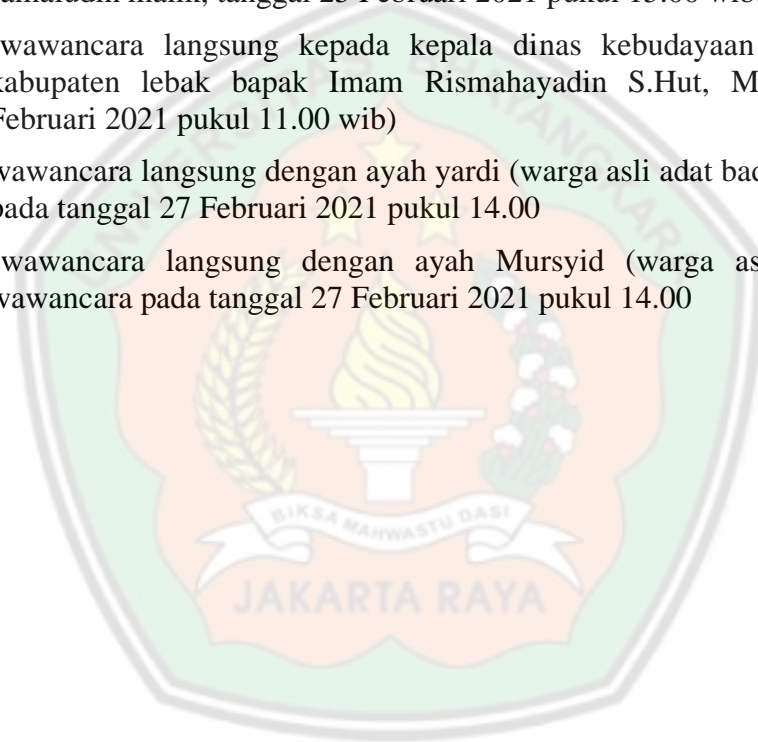 malik, tanggal 25 Februari 2021 pukul 13.00 wib
wawancara langsung kepada kepala dinas kebudayaan
kabupaten lebak bapak Imam Rismahayadin S.Hut, M
Februari 2021 pukul 11.00 wib)
wawancara langsung dengan ayah yardi (warga asli adat bad
pada tanggal 27 Februari 2021 pukul 14.00
wawancara langsung dengan ayah Mursyid (warga as
wawancara pada tanggal 27 Februari 2021 pukul 14.00
UNIVERSITAS BHAYANGKARA
BIKSA MAHWASTU DASI
JAKARTA RAYA